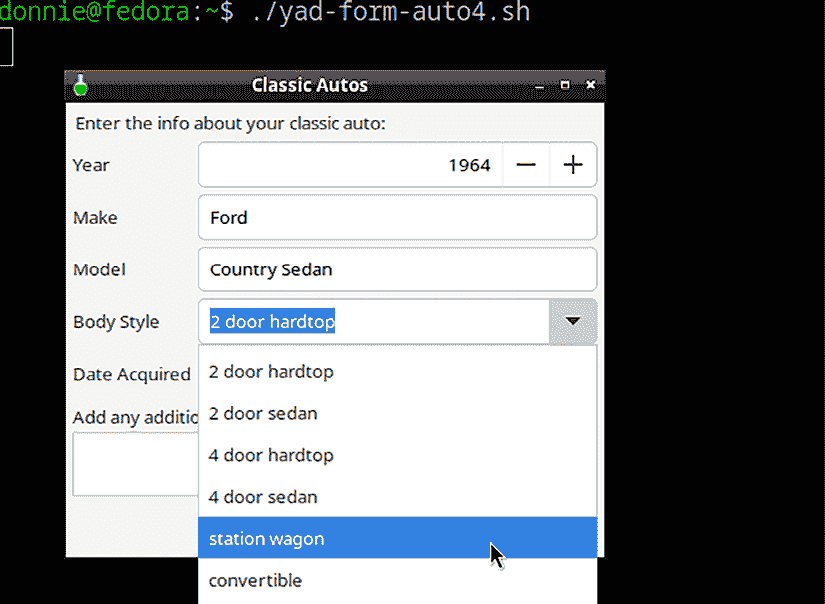 donnie@fedora:~$ ./yad-form-auto4.sh
Classic Autos
Enter the info about your classic auto:
Year 1964
Make Ford
Model Country Sedan
Body Style 2 door hardtop
2 door hardtop
Date Acquired
2 door sedan
Add any additio
4 door hardtop
4 door sedan
station wagon
convertible